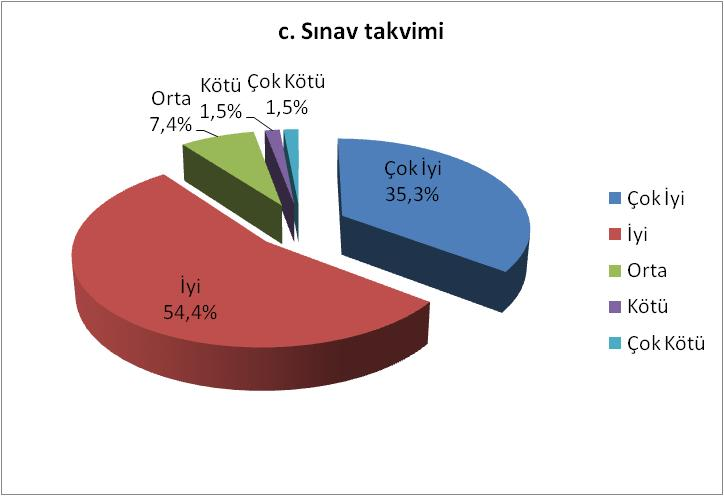 c. Sınav takvimi
Kötü
1,5%
Çok Kötü
1,5%
Orta
7,4%
Çok İyi
35,3%
İyi
54,4%
Çok İyi
İyi
Orta
Kötü
Çok Kötü